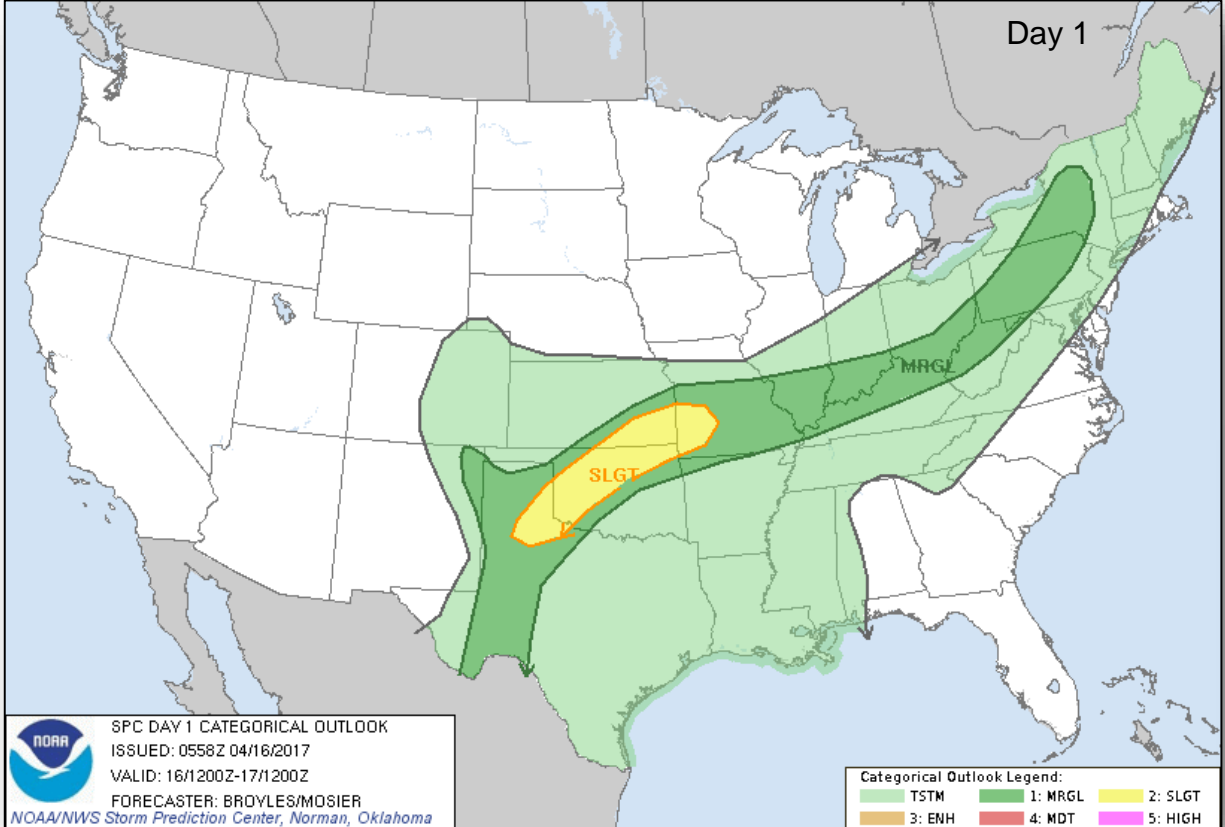 Day 1
MRGL
SLGT
NOAA
SPC DAY 1 CATEGORICAL OUTLOOK
ISSUED: 0558Z 04/16/2017
VALID: 16/1200Z-17/1200Z
FORECASTER: BROYLES/MOSIER
NOAA/NWS Storm Prediction Center, Norman, Oklahoma
Categorical Outlook Legend:
TSTM 1: MRGL 2: SLGT
3: ENH 4: MDT 5: HIGH